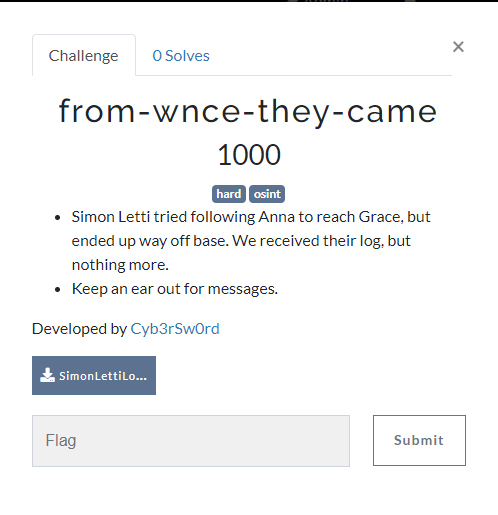 Challenge
0 Solves
×
from-wnce-they-came
1000
hard osint
• Simon Letti tried following Anna to reach Grace, but
ended up way off base. We received their log, but
nothing more.
• Keep an ear out for messages.
Developed by Cyb3rSw0rd
SimonLettiLo...
Flag
Submit